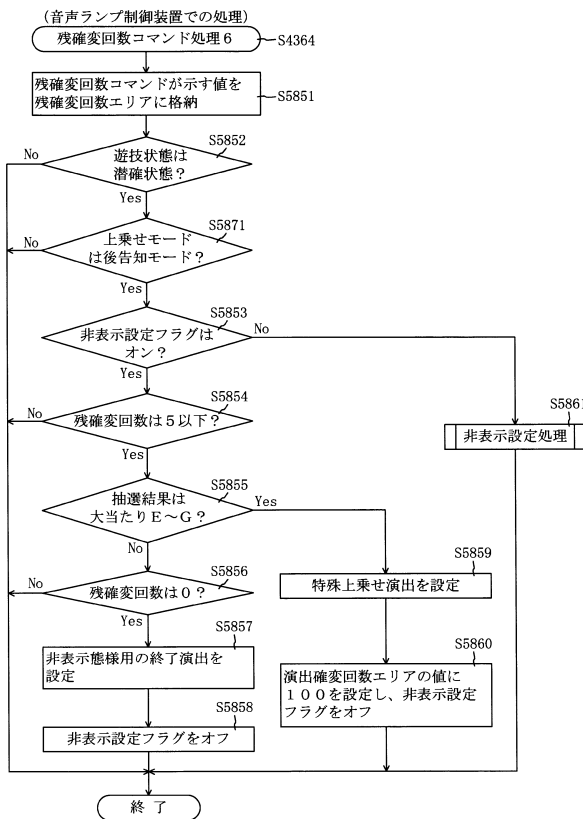 (音声ランプ制御装置での処理)
残確変回数コマンド処理6
S4364
残確変回数コマンドが示す値を
残確変回数エリアに格納
S5851
S5852
No
遊技状態は
潜確状態?
Yes
S5871
No
上乗せモード
は後告知モード?
Yes
S5853
非表示設定フラグは
オン?
No
Yes
S5854
No
残確変回数は5以下?
Yes
S5861
非表示設定処理
S5855
抽選結果は
大当たりE~G?
Yes
No
S5856
No
残確変回数は0?
Yes
S5859
特殊上乗せ演出を設定
S5857
非表示態様用の終了演出を
設定
S5860
演出確変回数エリアの値に
100を設定し、非表示設定
フラグをオフ
S5858
非表示設定フラグをオフ
終了